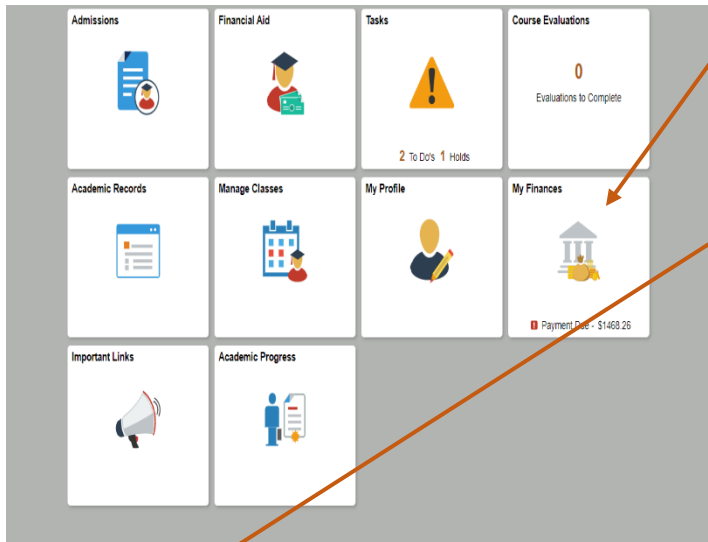 Admissions
Financial Aid
Tasks
Course Evaluations
0
Evaluations to Complete
2 To Do's 1 Holds
Academic Records
Manage Classes
My Profile
My Finances
Payment Due - $1468.26
Important Links
Academic Progress